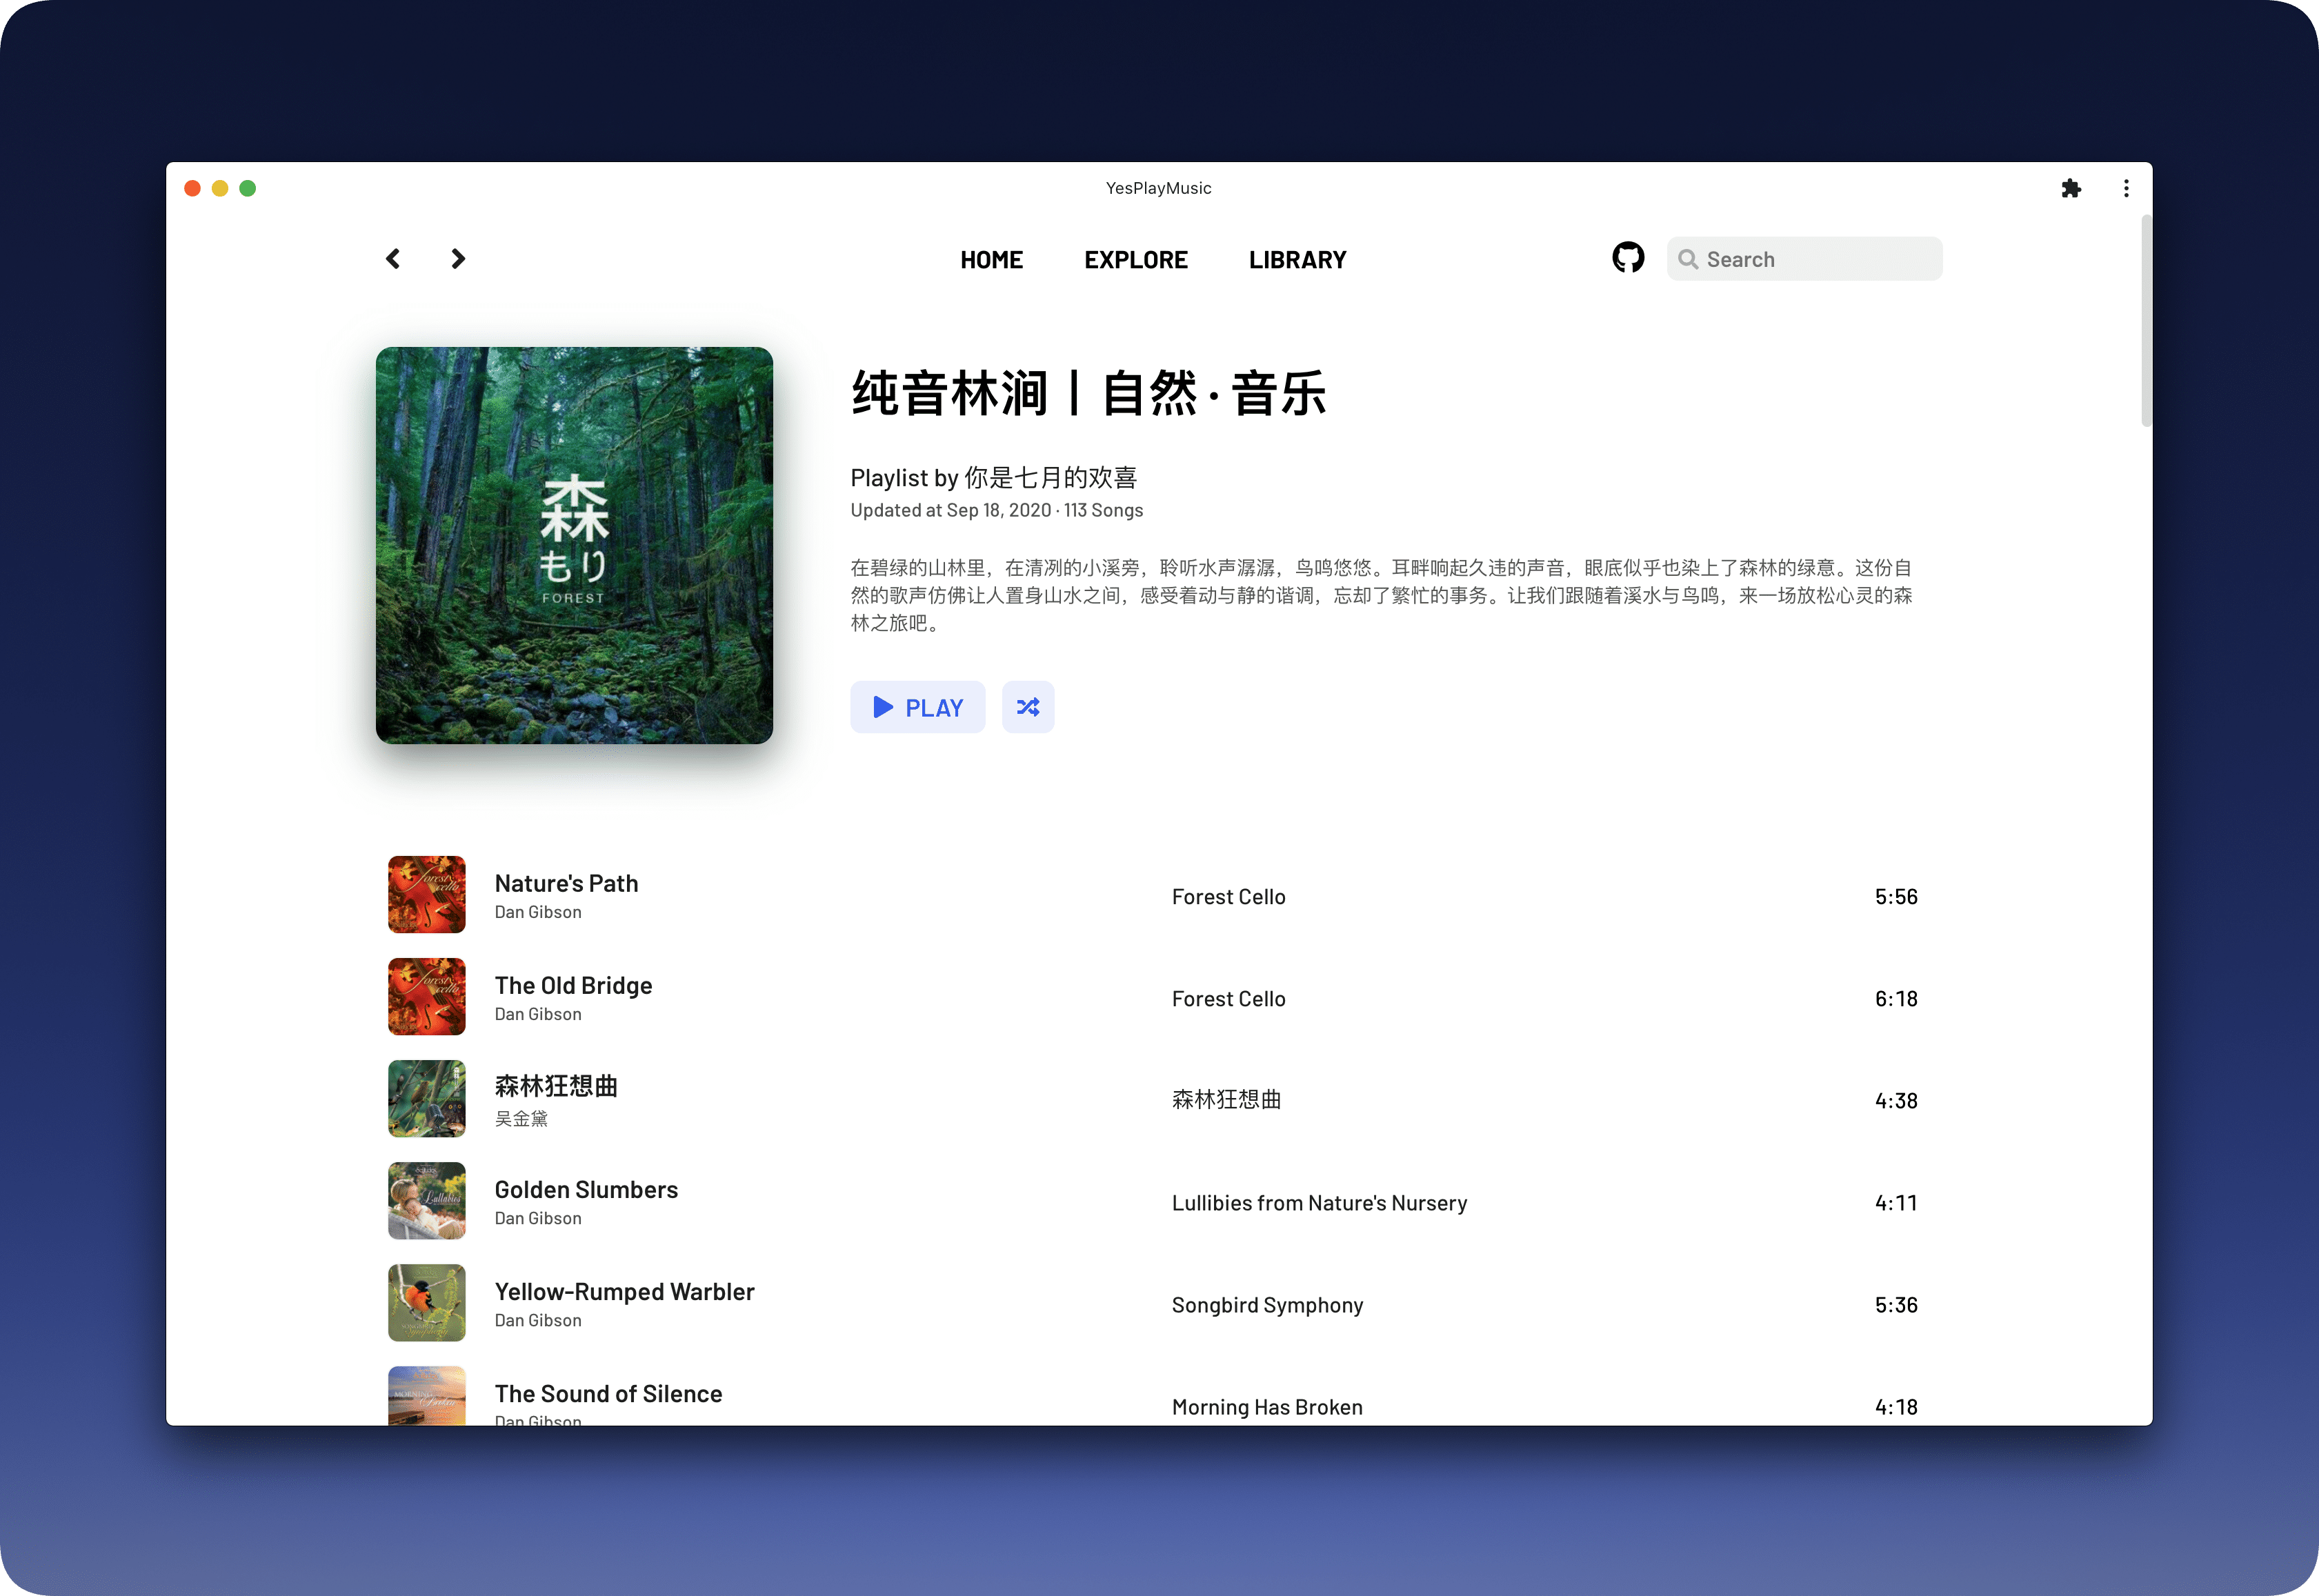 YesPlayMusic
HOME EXPLORE LIBRARY Search
纯音林涧丨自然·音乐
Playlist by 你是七月的欢喜
Updated at Sep 18, 2020 · 113 Songs
森
もり
FOREST
在碧绿的山林里，在清冽的小溪旁，聆听水声潺潺，鸟鸣悠悠。耳畔响起久违的声音，眼底似乎也染上了森林的绿意。这份自
然的歌声仿佛让人置身山水之间，感受着动与静的谐调，忘却了繁忙的事务。让我们跟随着溪水与鸟鸣，来一场放松心灵的森
林之旅吧。
PLAY
Nature's Path
Dan Gibson
Forest Cello
5:56
The Old Bridge
Dan Gibson
Forest Cello
6:18
森林狂想曲
吴金黛
森林狂想曲
4:38
Golden Slumbers
Dan Gibson
Lullibies from Nature's Nursery
4:11
Yellow-Rumped Warbler
Dan Gibson
Songbird Symphony
5:36
The Sound of Silence
Dan Gibson
Morning Has Broken
4:18